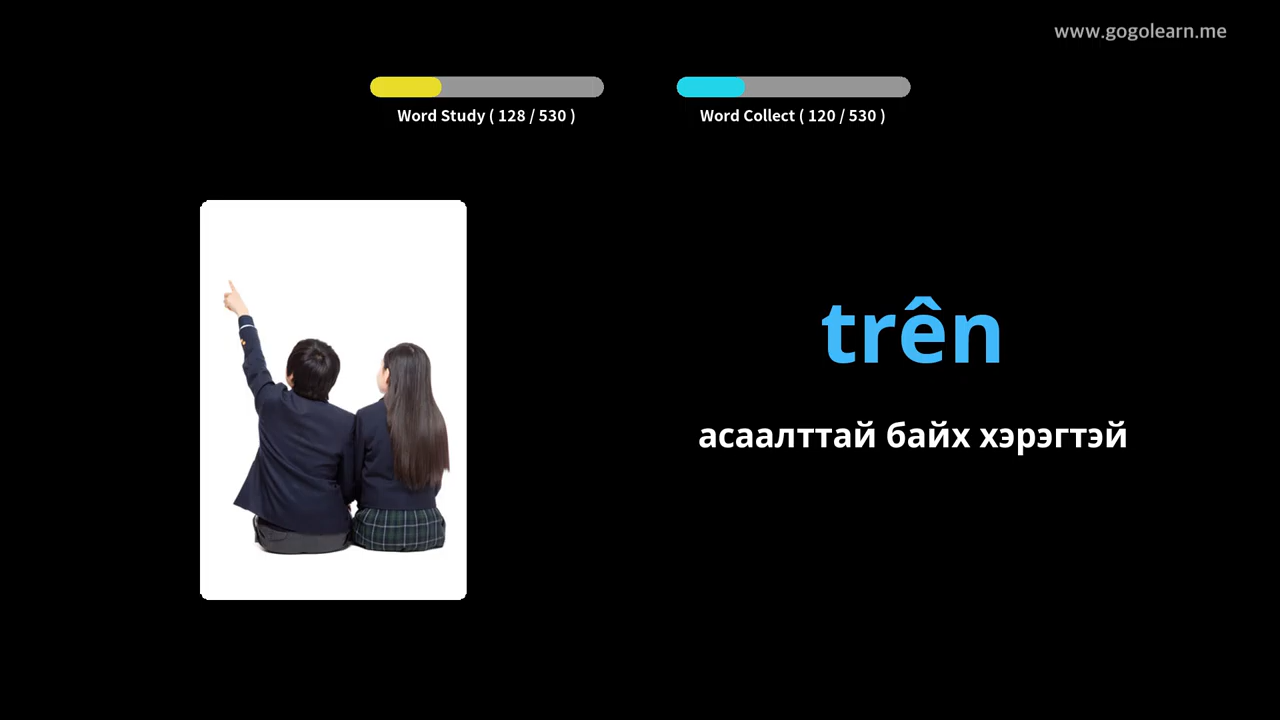 www.gogolearn.me
Word Study ( 128 / 530 )
Word Collect ( 120 / 530 )
trên
асаалттай байх хэрэгтэй